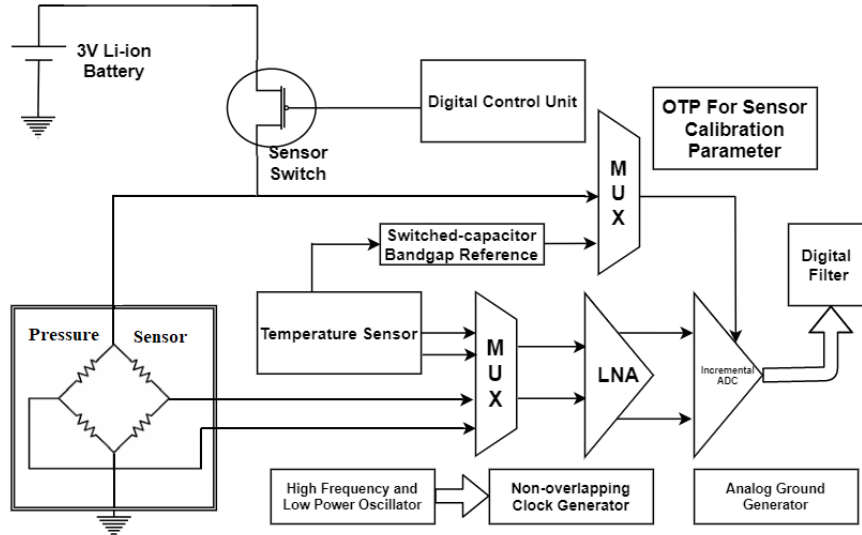 3V Li-ion
Battery
Digital Control Unit
OTP For Sensor
Calibration
Parameter
Sensor
Switch
M
U
X
Switched-capacitor
Bandgap Reference
Digital
Filter
Pressure Sensor
Temperature Sensor
M
U
X
LNA
Incremental
ADC
High Frequency and
Low Power Oscillator
Non-overlapping
Clock Generator
Analog Ground
Generator